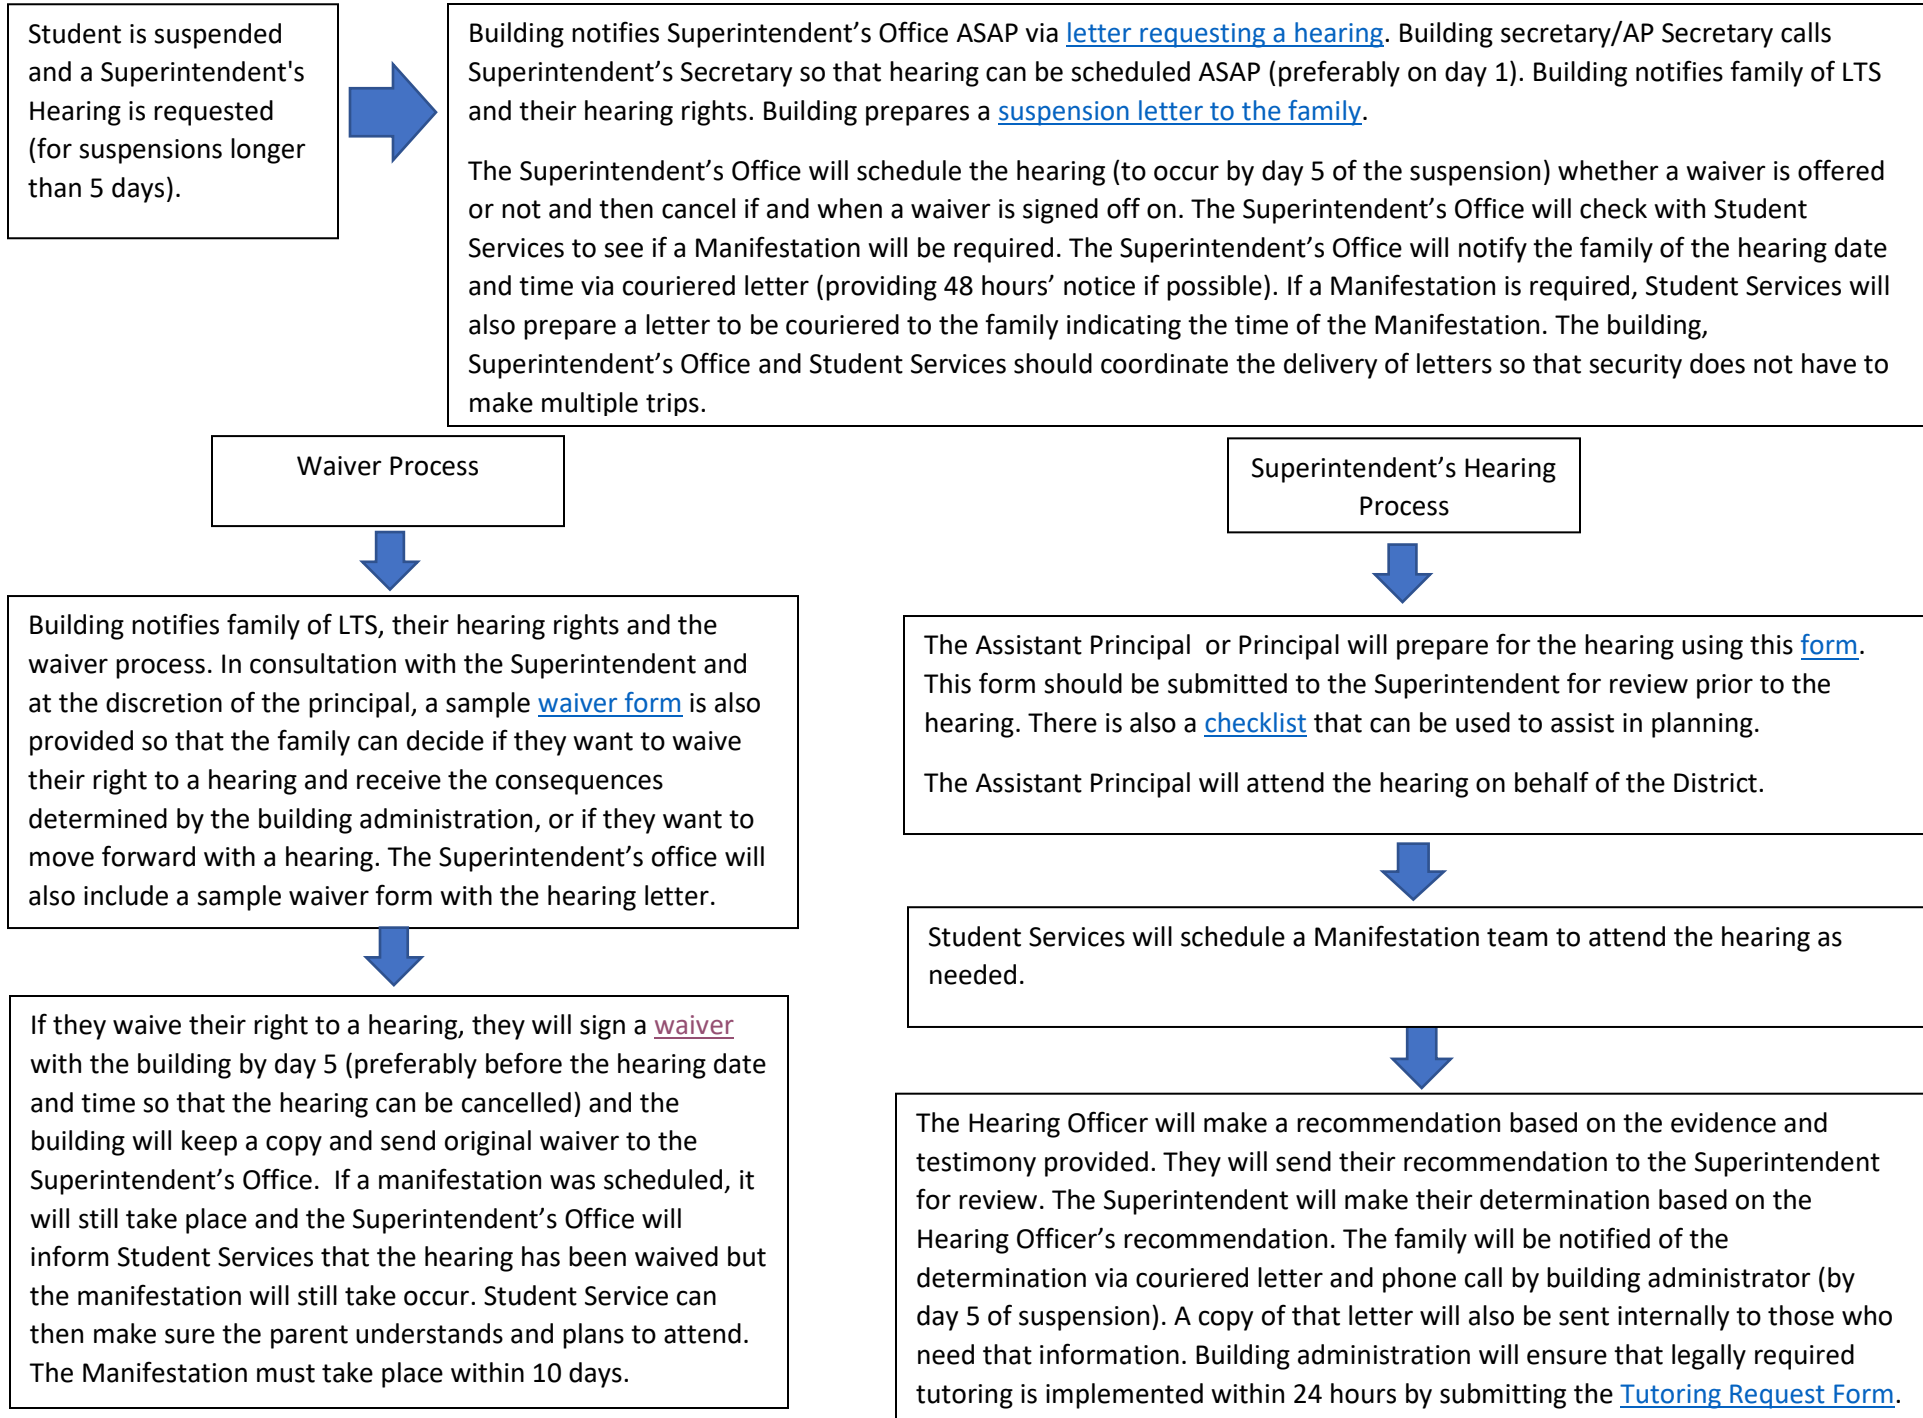 Student is suspended
and a Superintendent's
Hearing is requested
(for suspensions longer
than 5 days).
Building notifies Superintendent’s Office ASAP via letter requesting a hearing. Building secretary/AP Secretary calls
Superintendent’s Secretary so that hearing can be scheduled ASAP (preferably on day 1). Building notifies family of LTS
and their hearing rights. Building prepares a suspension letter to the family.
The Superintendent’s Office will schedule the hearing (to occur by day 5 of the suspension) whether a waiver is offered
or not and then cancel if and when a waiver is signed off on. The Superintendent’s Office will check with Student
Services to see if a Manifestation will be required. The Superintendent’s Office will notify the family of the hearing date
and time via couriered letter (providing 48 hours’ notice if possible). If a Manifestation is required, Student Services will
also prepare a letter to be couriered to the family indicating the time of the Manifestation. The building,
Superintendent’s Office and Student Services should coordinate the delivery of letters so that security does not have to
make multiple trips.
Waiver Process
Building notifies family of LTS, their hearing rights and the
waiver process. In consultation with the Superintendent and
at the discretion of the principal, a sample waiver form is also
provided so that the family can decide if they want to waive
their right to a hearing and receive the consequences
determined by the building administration, or if they want to
move forward with a hearing. The Superintendent’s office will
also include a sample waiver form with the hearing letter.
If they waive their right to a hearing, they will sign a waiver
with the building by day 5 (preferably before the hearing date
and time so that the hearing can be cancelled) and the
building will keep a copy and send original waiver to the
Superintendent’s Office.  If a manifestation was scheduled, it
will still take place and the Superintendent’s Office will
inform Student Services that the hearing has been waived but
the manifestation will still take occur. Student Service can
then make sure the parent understands and plans to attend.
The Manifestation must take place within 10 days.
Superintendent’s Hearing
Process
The Assistant Principal  or Principal will prepare for the hearing using this form.
This form should be submitted to the Superintendent for review prior to the
hearing. There is also a checklist that can be used to assist in planning.
The Assistant Principal will attend the hearing on behalf of the District.
Student Services will schedule a Manifestation team to attend the hearing as
needed.
The Hearing Officer will make a recommendation based on the evidence and
testimony provided. They will send their recommendation to the Superintendent
for review. The Superintendent will make their determination based on the
Hearing Officer’s recommendation. The family will be notified of the
determination via couriered letter and phone call by building administrator (by
day 5 of suspension). A copy of that letter will also be sent internally to those who
need that information. Building administration will ensure that legally required
tutoring is implemented within 24 hours by submitting the Tutoring Request Form.